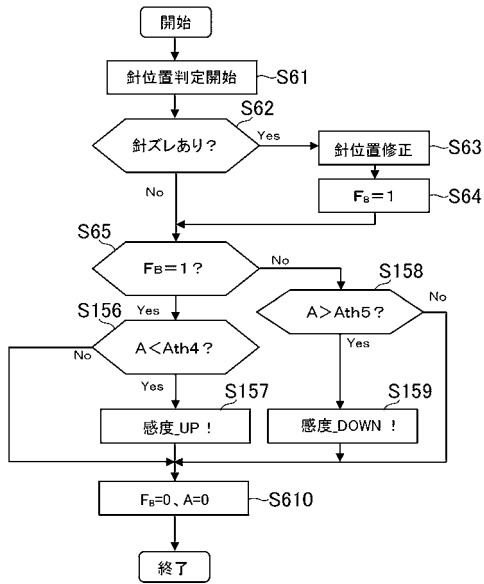 開始
針位置判定開始
S61
針ズレあり？
S62
Yes
針位置修正
S63
No
F_B＝1
S64
S65
F_B＝1？
No
Yes
S158
A＞Ath5？
No
Yes
S156
A＜Ath4？
No
Yes
S157
感度_UP！
S159
感度_DOWN！
F_B=0、A=0
S610
終了